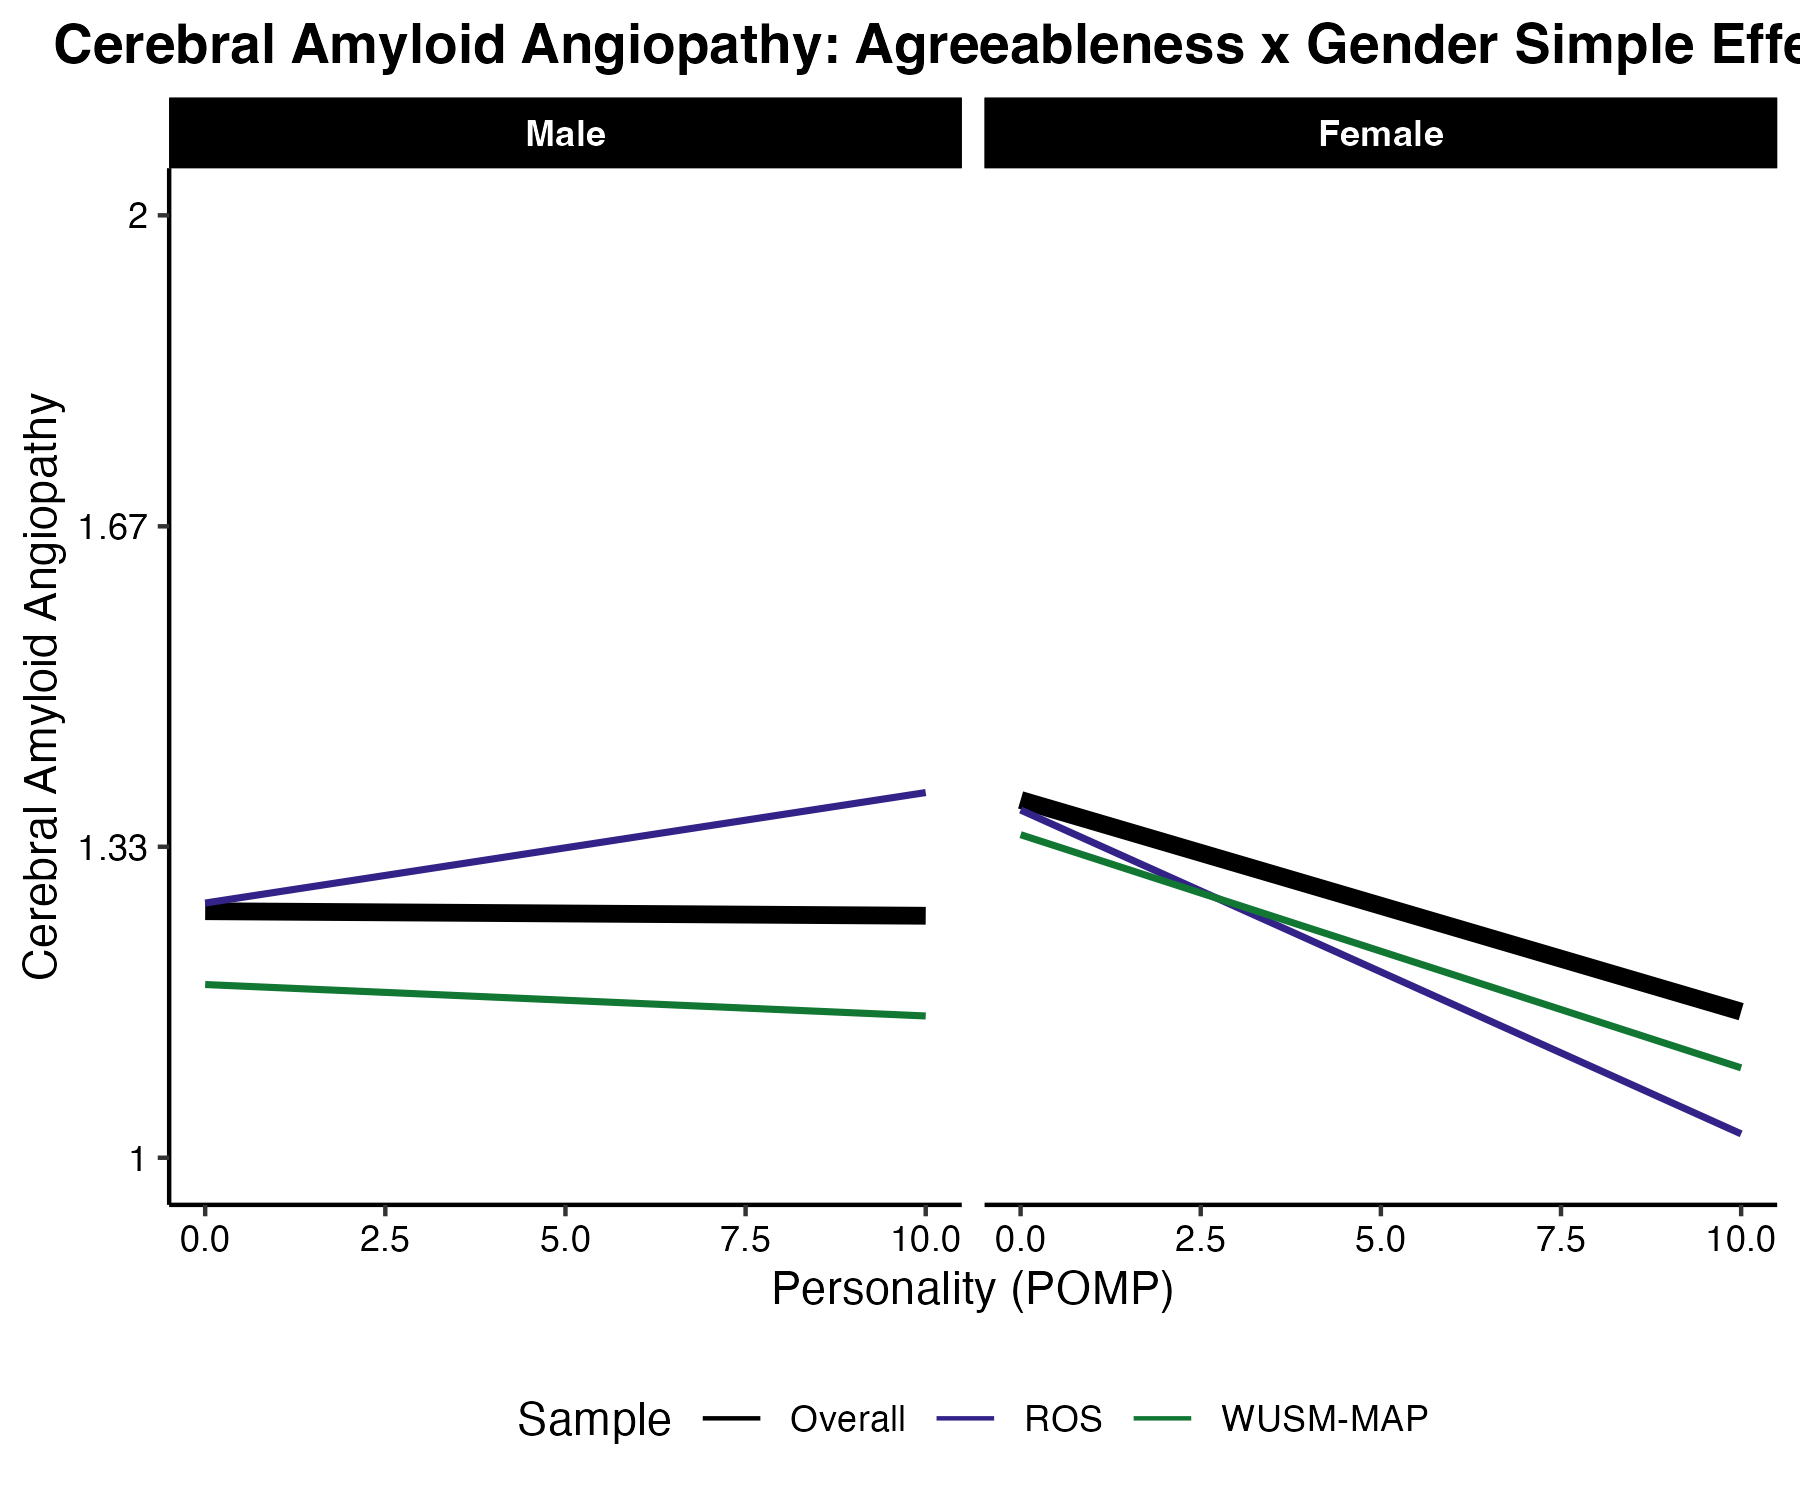 Cerebral Amyloid Angiopathy: Agreeableness x Gender Simple Effe
Male
Female
Cerebral Amyloid Angiopathy
2
1.67
1.33
1
0.0 2.5 5.0 7.5 10.0 0.0 2.5 5.0 7.5 10.0
Personality (POMP)
Sample Overall ROS WUSM-MAP